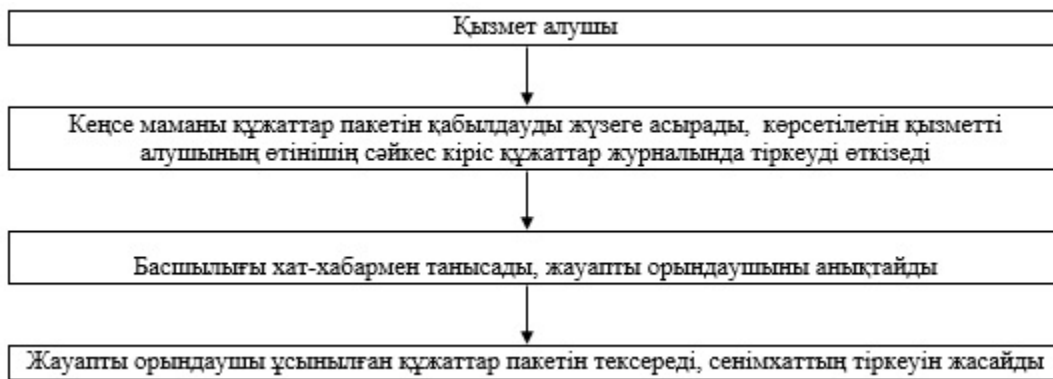 Қызмет алушы
Кеңсе маманы құжаттар пакетін қабылдауды жүзеге асырады, көрсетілетін қызметті
алушының өтінішің сәйкес кіріс құжаттар журналында тіркеуді өткізеді
Басшылығы хат-хабармен танысады, жауапты орындаушыны анықтайды
Жауапты орындаушы ұсынылған құжаттар пакетін тексереді, сенімхаттың тіркеуін жасайды